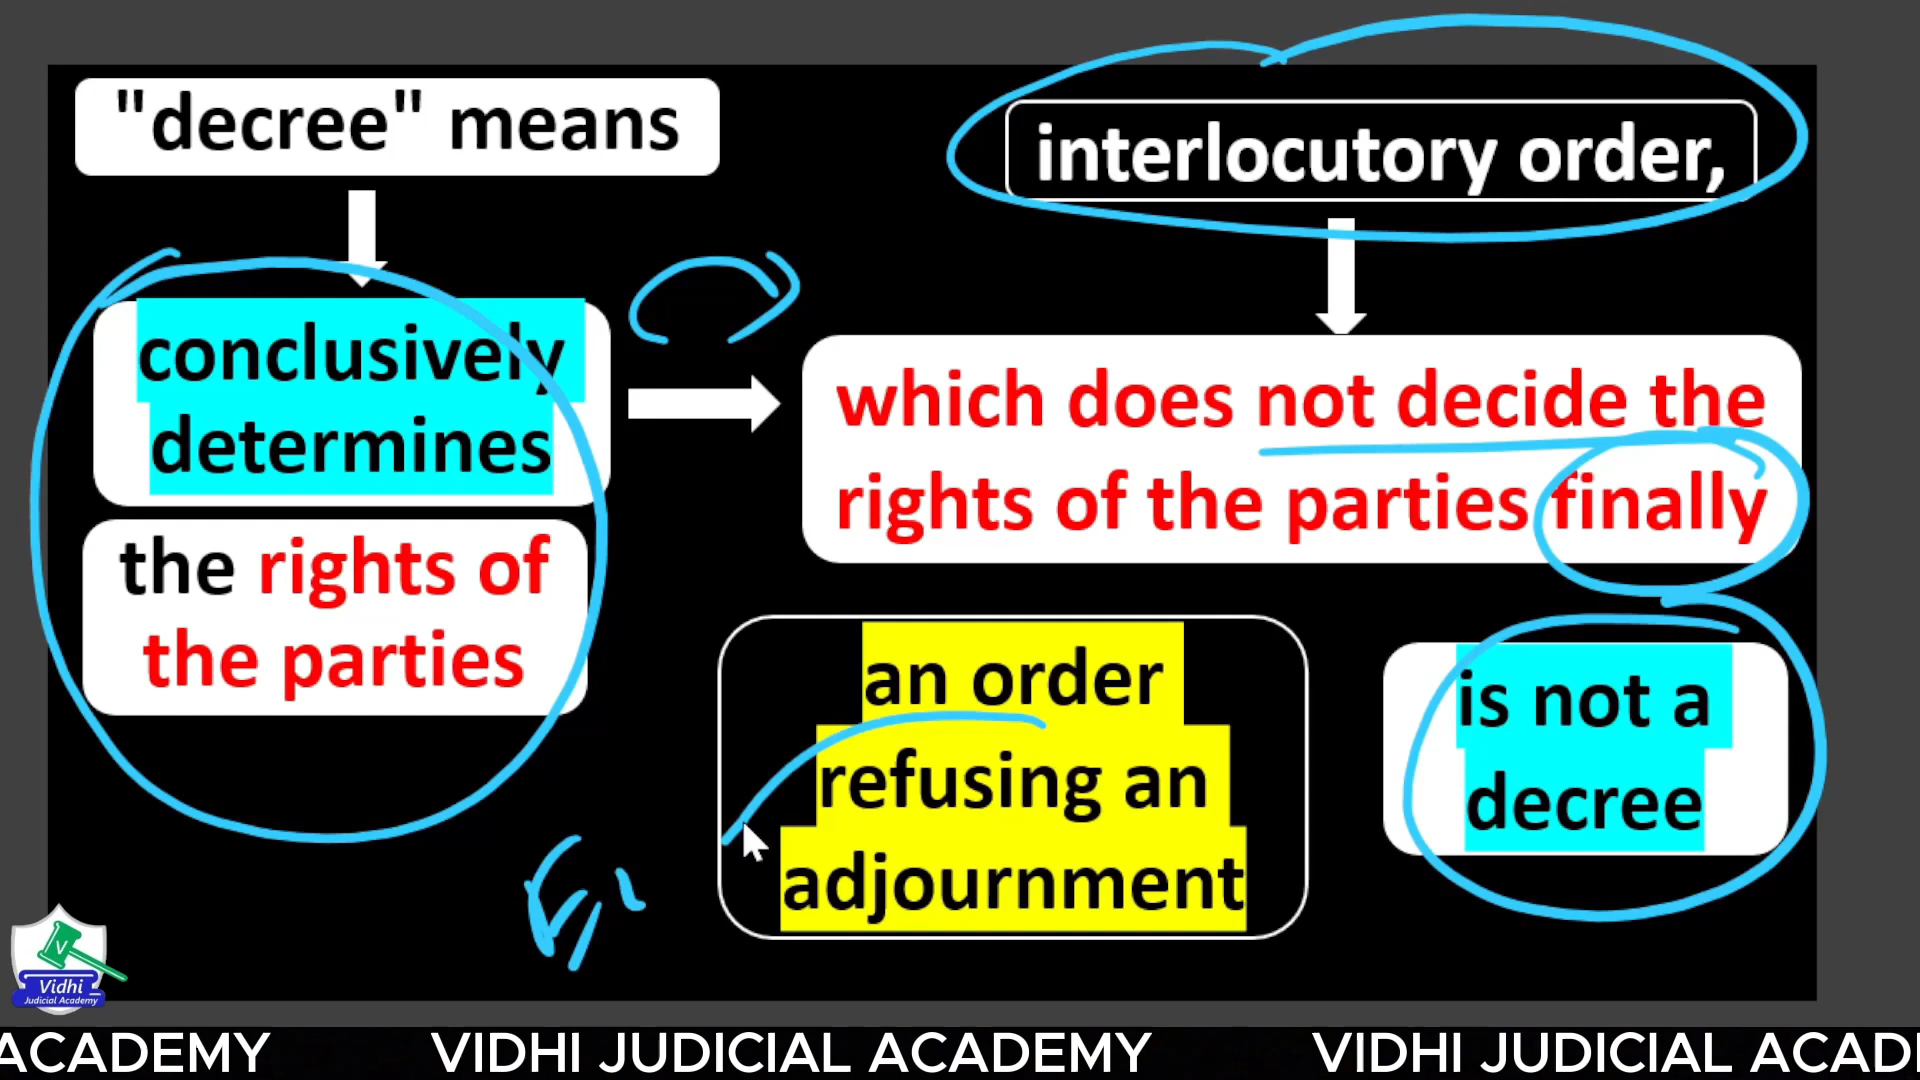 "decree" means
conclusively
determines
the rights of
the parties
interlocutory order,
which does not decide the
rights of the parties finally
an order
refusing an
adjournment
is not a
decree
V
Vidhi
Judicial Academy
ACADEMY VIDHI JUDICIAL ACADEMY VIDHI JUDICIAL ACAD